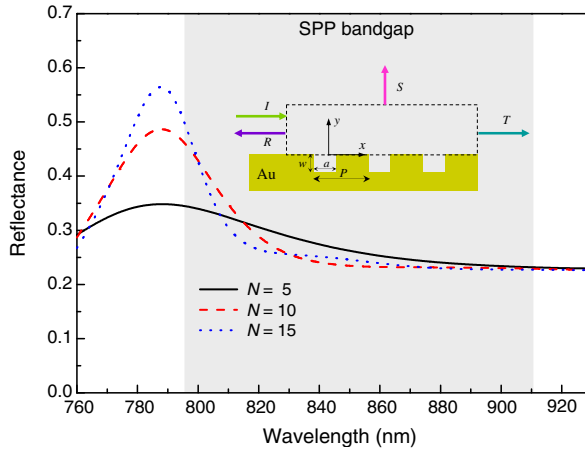 SPP bandgap
0.7
0.6
0.5
0.4
0.3
0.2
0.1
0.0
Reflectance
S
I
R
T
y
x
w
a
P
Au
N = 5
N = 10
N = 15
760 780 800 820 840 860 880 900 920
Wavelength (nm)